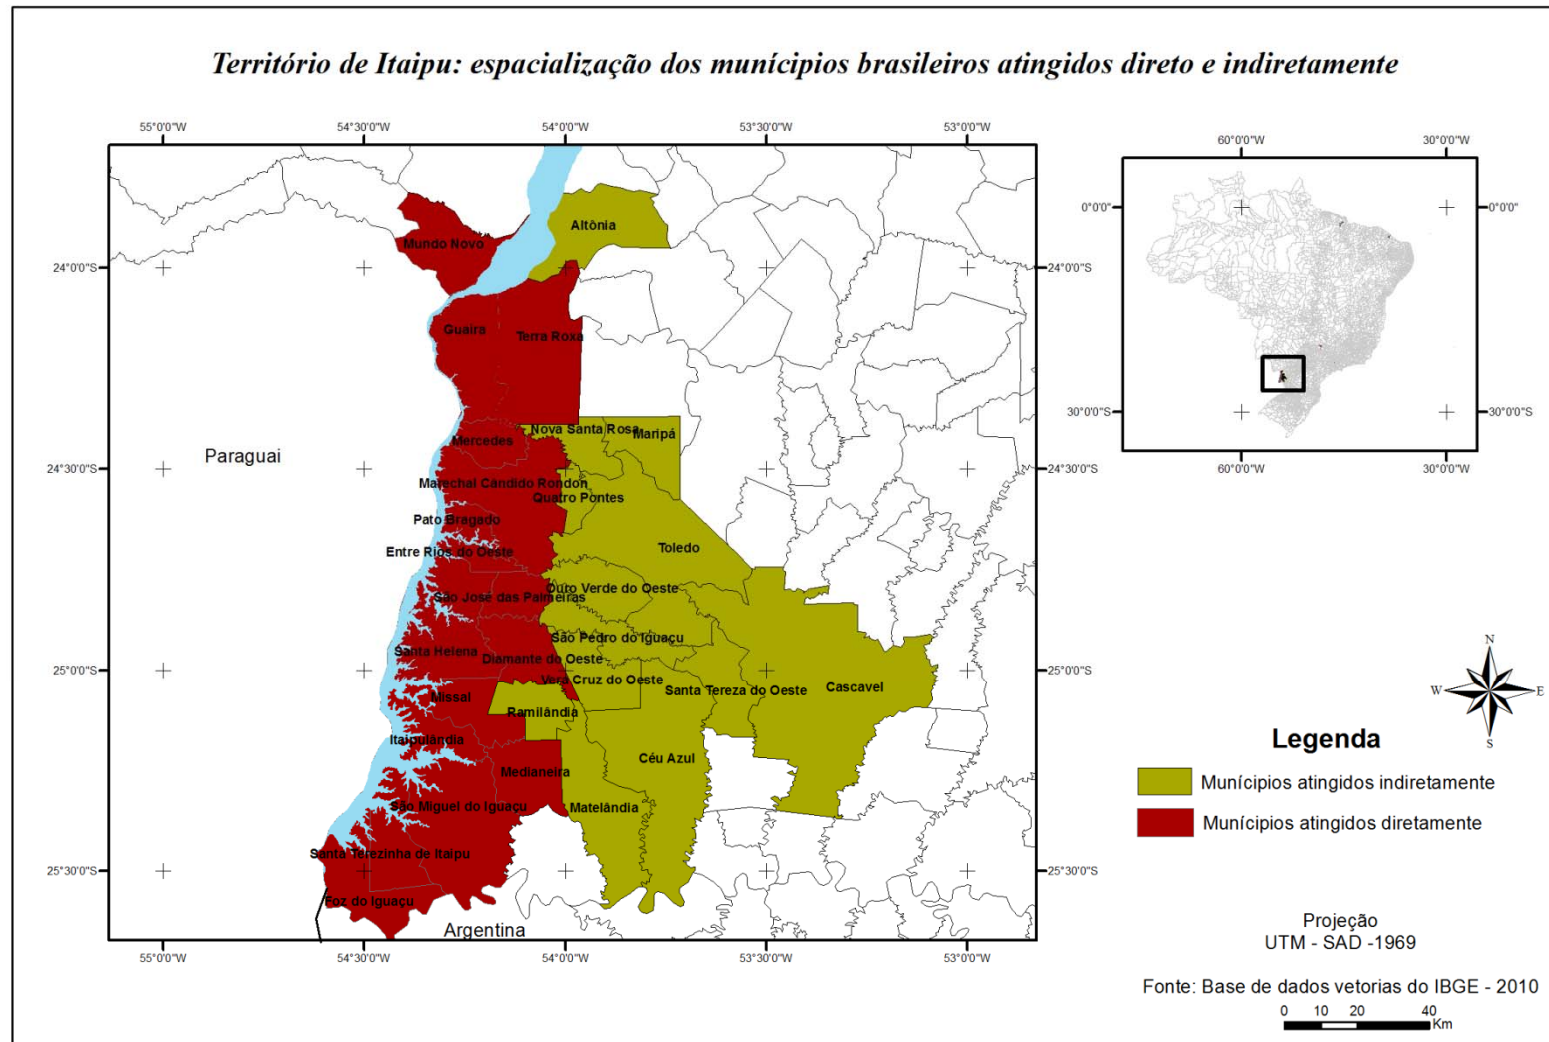 Território de Itaipu: espacialização dos munícipios brasileiros atingidos direto e indiretamente
55°0'0"W 54°30'0"W 54°0'0"W 53°30'0"W 53°0'0"W
60°0'0"W 30°0'0"W
0°0'0" 0°0'0"
Altônia
Mundo Novo
24°0'0"S 24°0'0"S
Guaíra
Terra Roxa
30°0'0"S 30°0'0"S
Nova Santa Rosa
Maripá
Mercedes
Paraguai
24°30'0"S 24°30'0"S
60°0'0"W 30°0'0"W
Marechal Cândido Rondon
Quatro Pontes
Pato Bragado
Toledo
Entre Rios do Oeste
Ouro Verde do Oeste
São José das Palmeiras
São Pedro do Iguaçu
Santa Helena
Diamante do Oeste
25°0'0"S 25°0'0"S
Vera Cruz do Oeste
Santa Tereza do Oeste
Cascavel
Missal
Ramilândia
Itaipulândia
Céu Azul
Medianeira
São Miguel do Iguaçu
Matelândia
Santa Terezinha de Itaipu
25°30'0"S 25°30'0"S
Foz do Iguaçu
Argentina
55°0'0"W 54°30'0"W 54°0'0"W 53°30'0"W 53°0'0"W
N
W E
S
Legenda
Munícipios atingidos indiretamente
Munícipios atingidos diretamente
Projeção
UTM - SAD -1969
Fonte: Base de dados vetorias do IBGE - 2010
0 10 20 40
Km